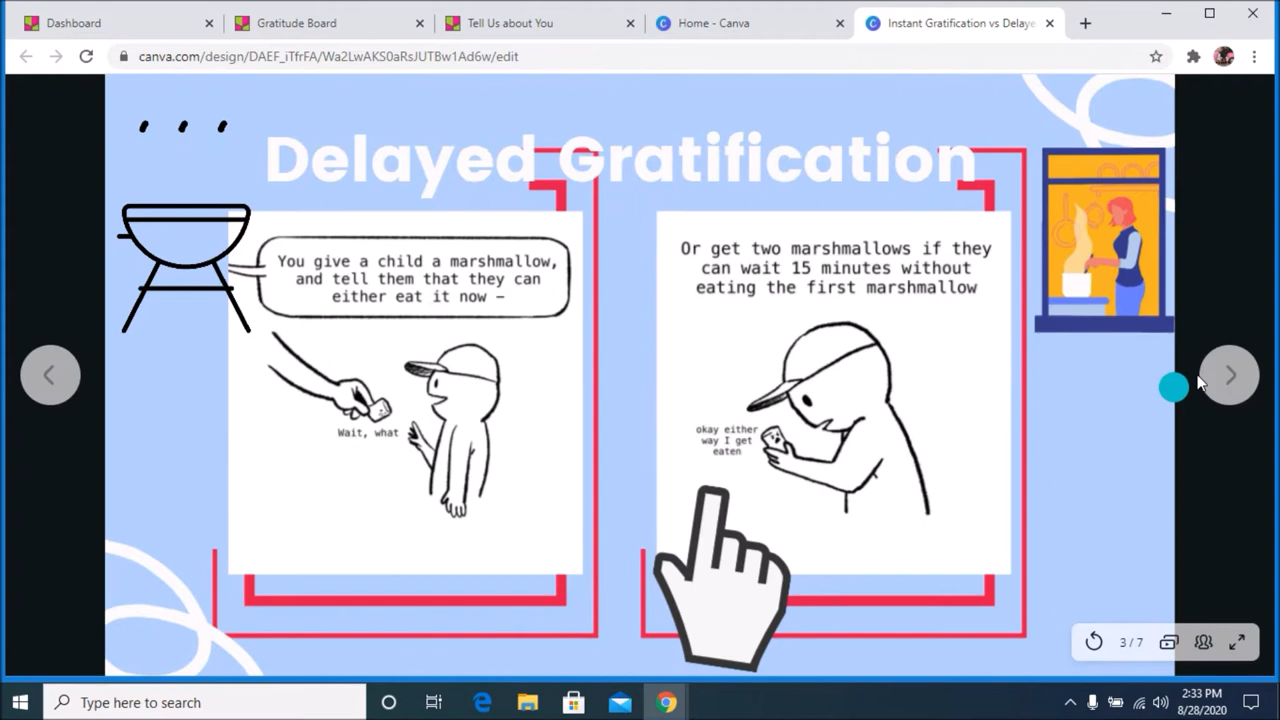 Dashboard
Gratitude Board
Tell Us about You
Home - Canva
Instant Gratification vs Delaye
canva.com/design/DAEF_iTfrFA/Wa2LwAKS0aRsJUTBw1Ad6w/edit
Delayed Gratification
You give a child a marshmallow,
and tell them that they can
either eat it now –
Wait, what
Or get two marshmallows if they
can wait 15 minutes without
eating the first marshmallow
okay either
way I get
eaten
3 / 7
Type here to search
2:33 PM
8/28/2020